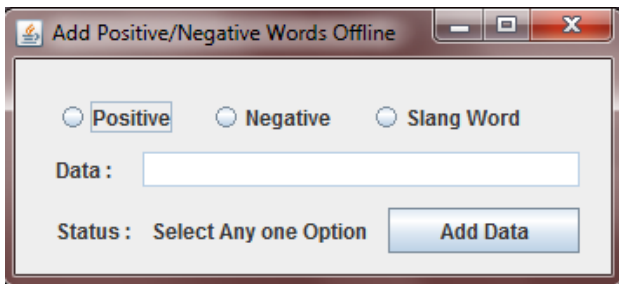 Add Positive/Negative Words Offline
Positive Negative Slang Word
Data :
Status : Select Any one Option Add Data